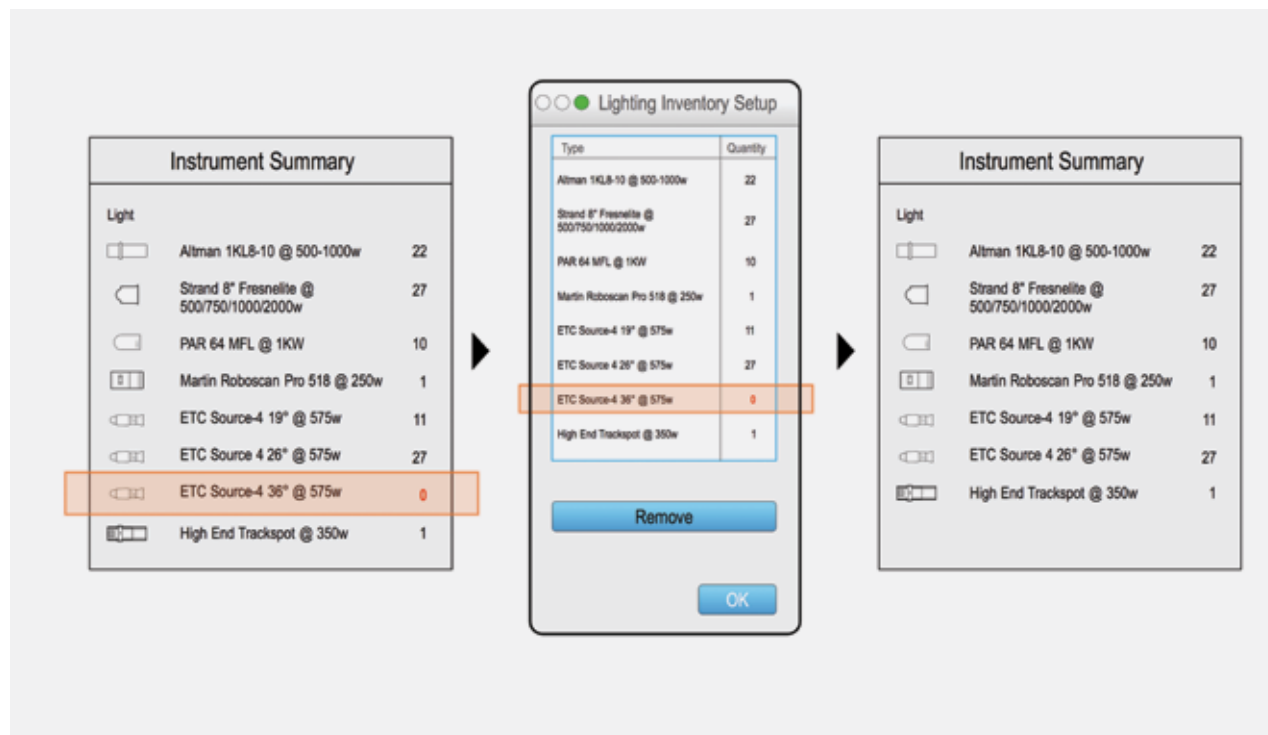 Instrument Summary
Light
Altman 1KL8-10 @ 500-1000w 22
Strand 8" Fresnelite @
500/750/1000/2000w 27
PAR 64 MFL @ 1KW 10
Martin Roboscan Pro 518 @ 250w 1
ETC Source-4 19° @ 575w 11
ETC Source 4 26° @ 575w 27
ETC Source-4 36° @ 575w 0
High End Trackspot @ 350w 1
Lighting Inventory Setup
Type Quantity
Altman 1KL8-10 @ 500-1000w 22
Strand 8" Fresnelite @
500/750/1000/2000w 27
PAR 64 MFL @ 1KW 10
Martin Roboscan Pro 518 @ 250w 1
ETC Source-4 19° @ 575w 11
ETC Source 4 26° @ 575w 27
ETC Source-4 36° @ 575w 0
High End Trackspot @ 350w 1
Remove
OK
Instrument Summary
Light
Altman 1KL8-10 @ 500-1000w 22
Strand 8" Fresnelite @
500/750/1000/2000w 27
PAR 64 MFL @ 1KW 10
Martin Roboscan Pro 518 @ 250w 1
ETC Source-4 19° @ 575w 11
ETC Source 4 26° @ 575w 27
High End Trackspot @ 350w 1